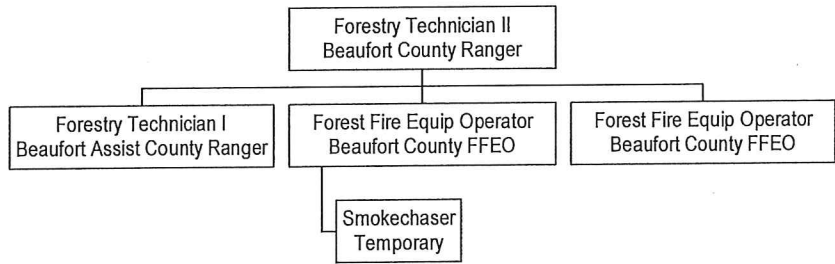 Forestry Technician II
Beaufort County Ranger
Forestry Technician I
Beaufort Assist County Ranger
Forest Fire Equip Operator
Beaufort County FFEO
Forest Fire Equip Operator
Beaufort County FFEO
Smokechaser
Temporary